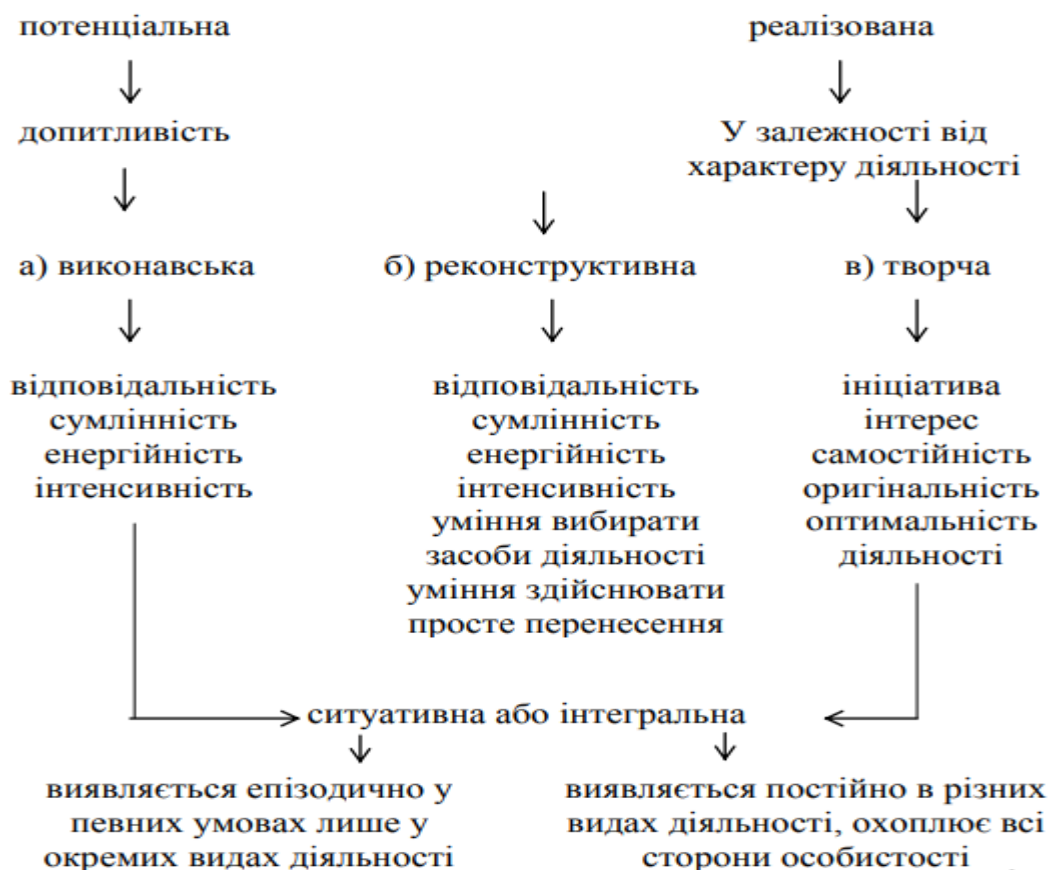 потенціальна
реалізована
допитливість
У залежності від
характеру діяльності
а) виконавська
б) реконструктивна
в) творча
відповідальність
сумлінність
енергійність
інтенсивність
відповідальність
сумлінність
енергійність
інтенсивність
уміння вибирати
засоби діяльності
уміння здійснювати
просте перенесення
ініціатива
інтерес
самостійність
оригінальність
оптимальність
діяльності
ситуативна або інтегральна
виявляється епізодично у
певних умовах лише у
окремих видах діяльності
виявляється постійно в різних
видах діяльності, охоплює всі
сторони особистості